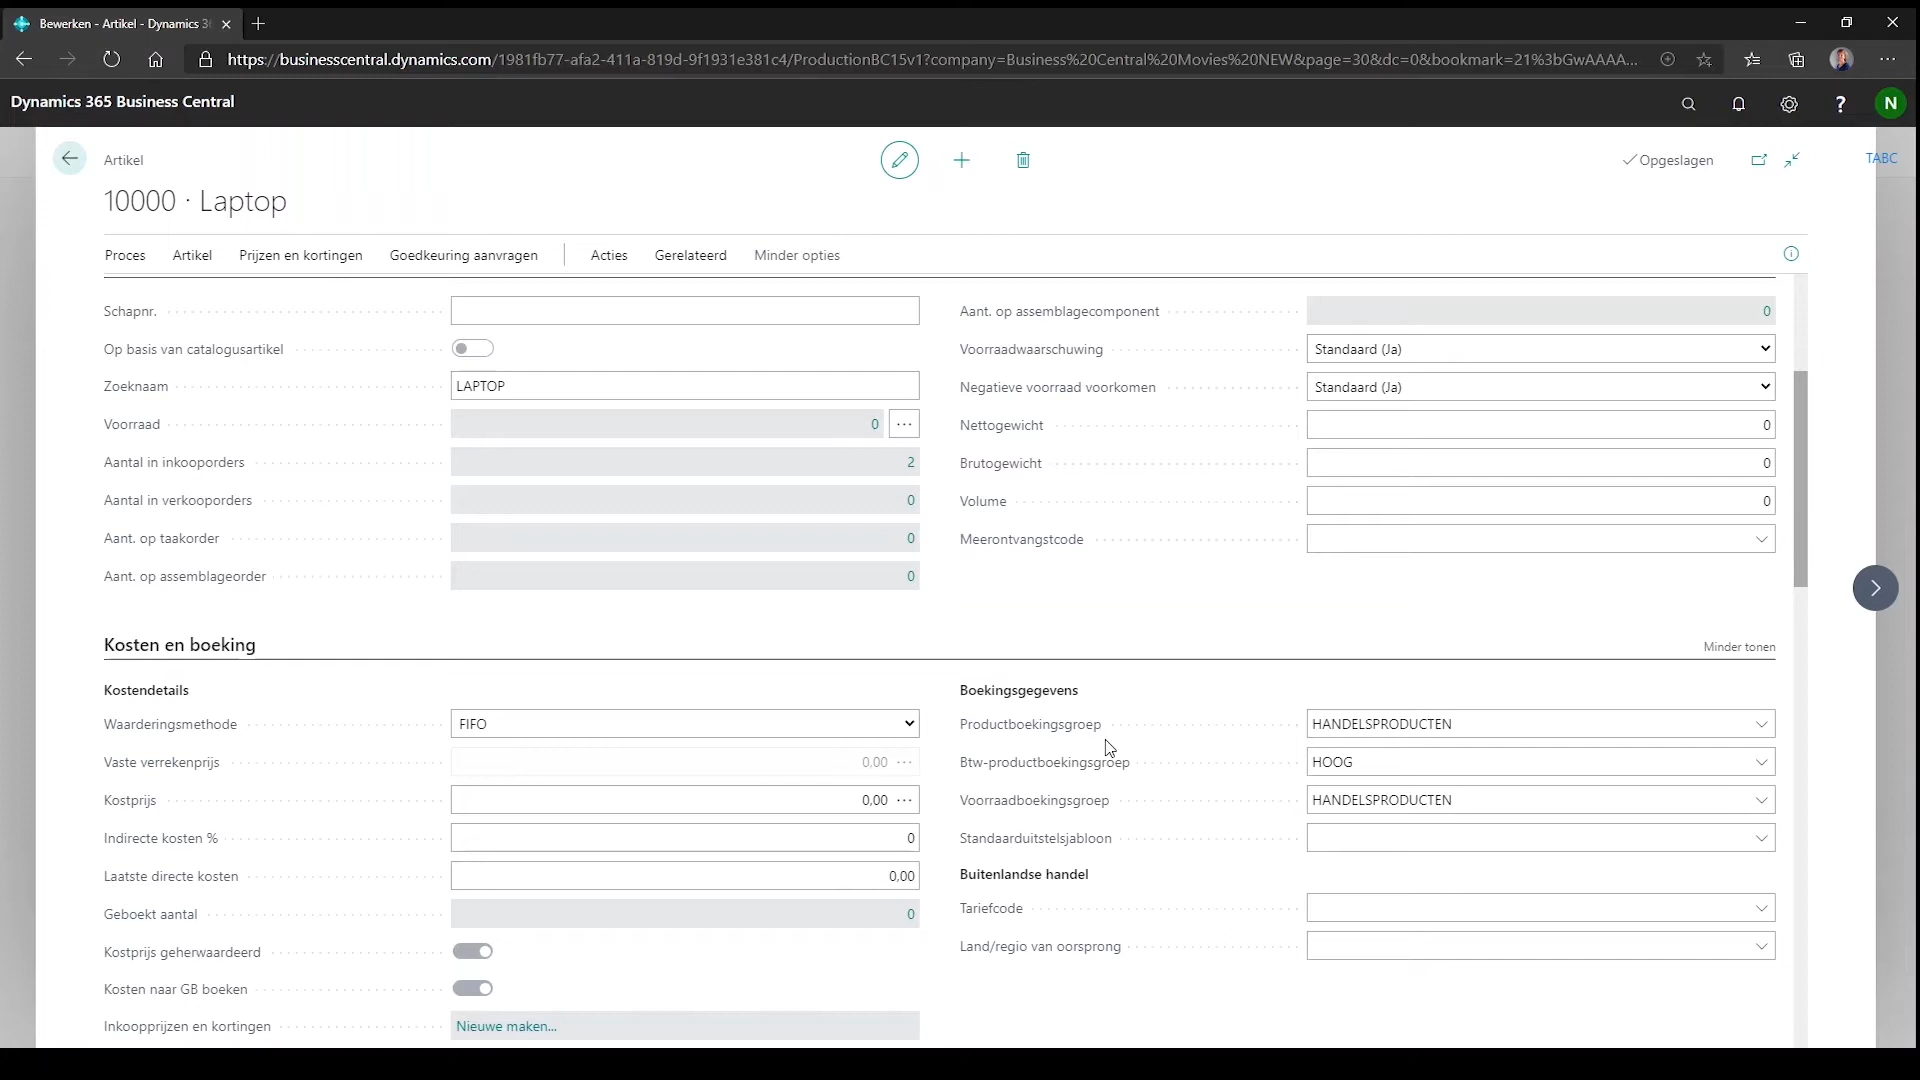 Bewerken - Artikel - Dynamics 3
https://businesscentral.dynamics.com/1981fb77-afa2-411a-819d-9f1931e381c4/ProductionBC15v1?company=Business%20Central%20Movies%20NEW&page=30&dc=0&bookmark=21%3bGwAAAA...
Dynamics 365 Business Central
? N
Artikel
Opgeslagen
TABC
10000 · Laptop
Proces Artikel Prijzen en kortingen Goedkeuring aanvragen Acties Gerelateerd Minder opties
Schapnr.
Op basis van catalogusartikel
Zoeknaam LAPTOP
Voorraad 0 ...
Aantal in inkooporders 2
Aantal in verkooporders 0
Aant. op taakorder 0
Aant. op assemblageorder 0
Aant. op assemblagecomponent 0
Voorraadwaarschuwing Standaard (Ja)
Negatieve voorraad voorkomen Standaard (Ja)
Nettogewicht 0
Brutogewicht 0
Volume 0
Meerontvangstcode
Kosten en boeking
Minder tonen
Kostendetails
Waarderingsmethode FIFO
Vaste verrekenprijs 0,00 ...
Kostprijs 0,00 ...
Indirecte kosten % 0
Laatste directe kosten 0,00
Geboekt aantal 0
Kostprijs geherwaardeerd
Kosten naar GB boeken
Inkoopprijzen en kortingen Nieuwe maken...
Boekingsgegevens
Productboekingsgroep HANDELSPRODUCTEN
Btw-productboekingsgroep HOOG
Voorraadboekingsgroep HANDELSPRODUCTEN
Standaarduitstelsjabloon
Buitenlandse handel
Tariefcode
Land/regio van oorsprong